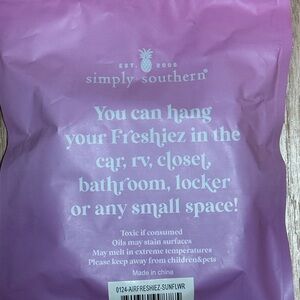 EST. 2005
simply southern®
You can hang
your Freshiez in the
car, rv, closet,
bathroom, locker
or any small space!
Toxic if consumed
Oils may stain surfaces
May melt in extreme temperatures
Please keep away from children&pets
Made in china
0124-AIRFRESHIEZ-SUNFLWR